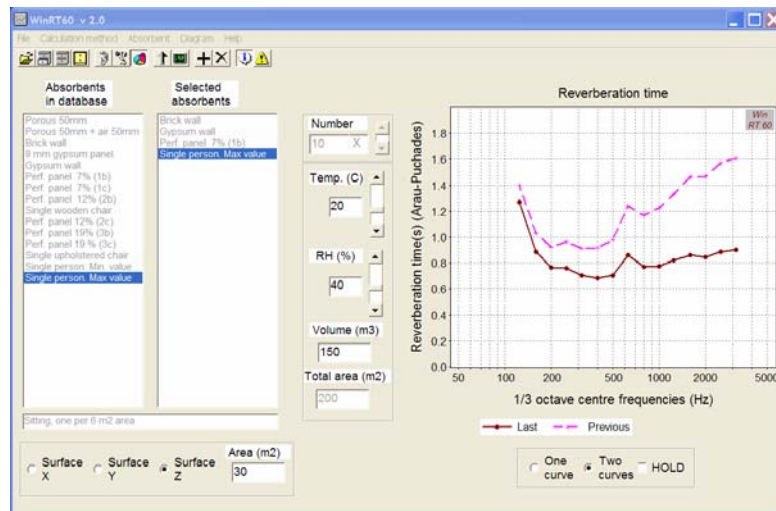 WinRT60 v 2.0
File Calculation method Absorbent Diagram Help
Absorbents
in database
Porous 50mm
Porous 50mm + air 50mm
Brick wall
9 mm gypsum panel
Gypsum wall
Perf. panel 7% (1b)
Perf. panel 7% (1c)
Perf. panel 12% (2b)
Single wooden chair
Perf. panel 12% (2c)
Perf. panel 19% (3b)
Perf. panel 19 % (3c)
Single upholstered chair
Single person. Min. value
Single person. Max value
Sitting, one per 6 m2 area
Selected
absorbents
Brick wall
Gypsum wall
Perf. panel 7% (1b)
Single person. Max value
Number
10 X
Temp. (C)
20
RH (%)
40
Volume (m3)
150
Total area (m2)
200
Surface
X
Surface
Y
Surface
Z
Area (m2)
30
Reverberation time
Win
RT 60
Reverberation time(s) (Arau-Puchades)
1.8
1.6
1.4
1.2
1.0
0.8
0.6
0.4
0.2
0.0
50 100 200 500 1000 2000 5000
1/3 octave centre frequencies (Hz)
Last Previous
One
curve
Two
curves
HOLD